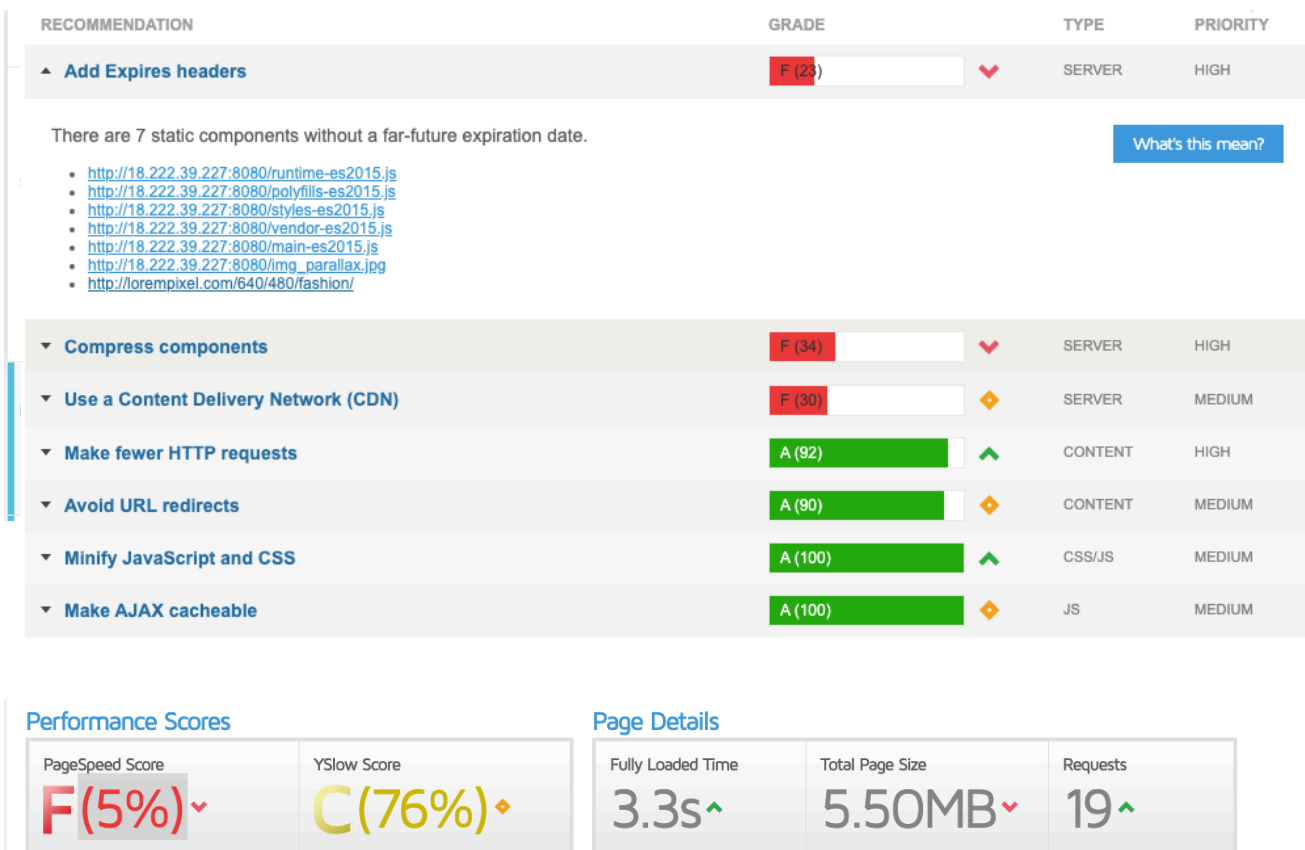 RECOMMENDATION GRADE TYPE PRIORITY
Add Expires headers F (23) SERVER HIGH
There are 7 static components without a far-future expiration date.
What's this mean?
http://18.222.39.227:8080/runtime-es2015.js
http://18.222.39.227:8080/polyfills-es2015.js
http://18.222.39.227:8080/styles-es2015.js
http://18.222.39.227:8080/vendor-es2015.js
http://18.222.39.227:8080/main-es2015.js
http://18.222.39.227:8080/img_parallax.jpg
http://lorempixel.com/640/480/fashion/
Compress components F (34) SERVER HIGH
Use a Content Delivery Network (CDN) F (30) SERVER MEDIUM
Make fewer HTTP requests A (92) CONTENT HIGH
Avoid URL redirects A (90) CONTENT MEDIUM
Minify JavaScript and CSS A (100) CSS/JS MEDIUM
Make AJAX cacheable A (100) JS MEDIUM
Performance Scores Page Details
PageSpeed Score YSlow Score Fully Loaded Time Total Page Size Requests
F(5%) C(76%) 3.3s 5.50MB 19